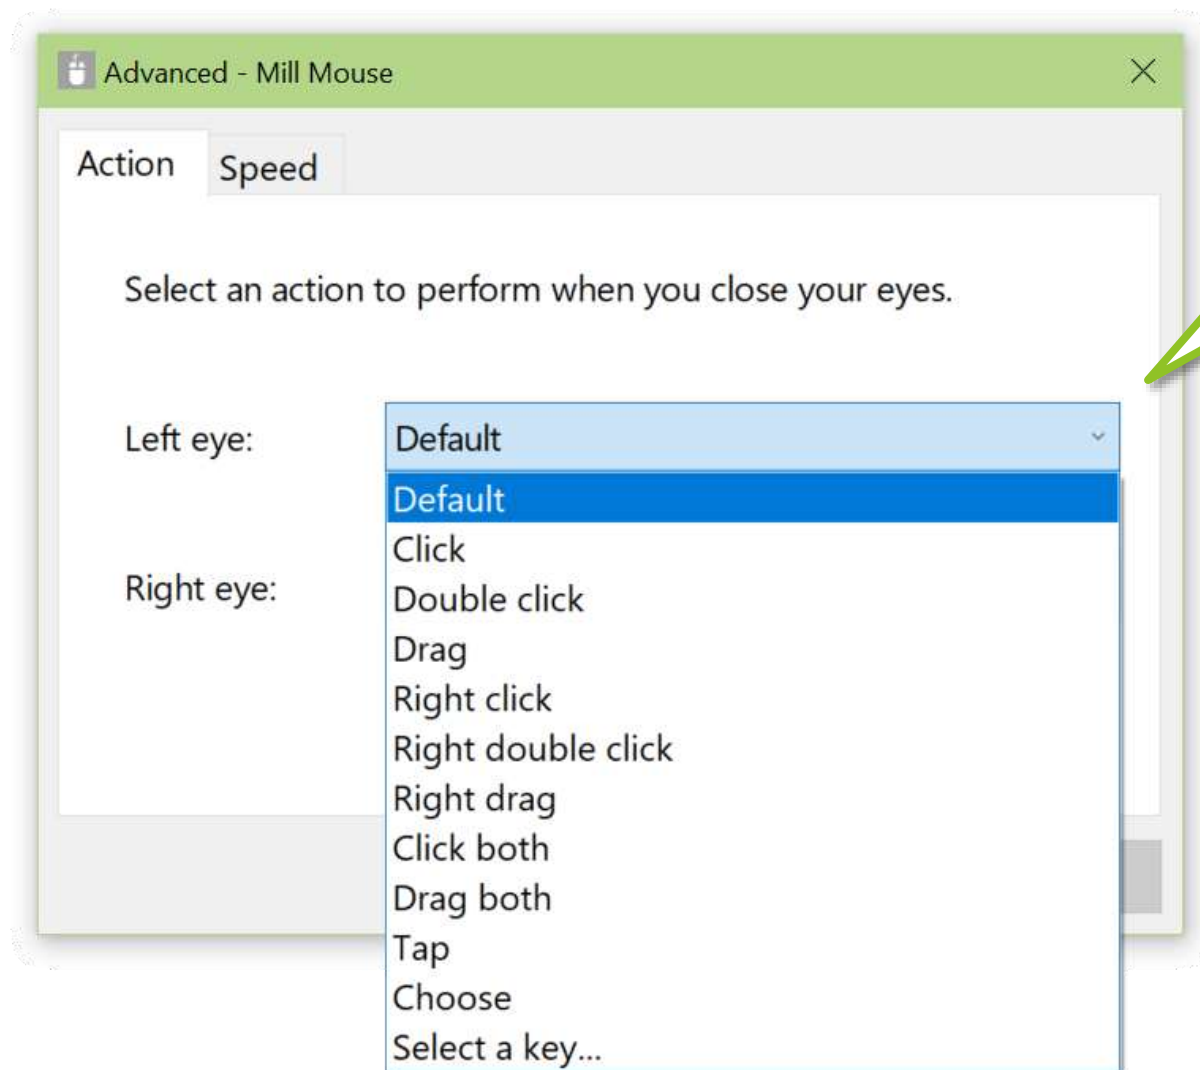 Advanced - Mill Mouse
Action
Speed
Select an action to perform when you close your eyes.
Left eye:
Default
Default
Click
Double click
Right eye:
Drag
Right click
Right double click
Right drag
Click both
Drag both
Tap
Choose
Select a key...